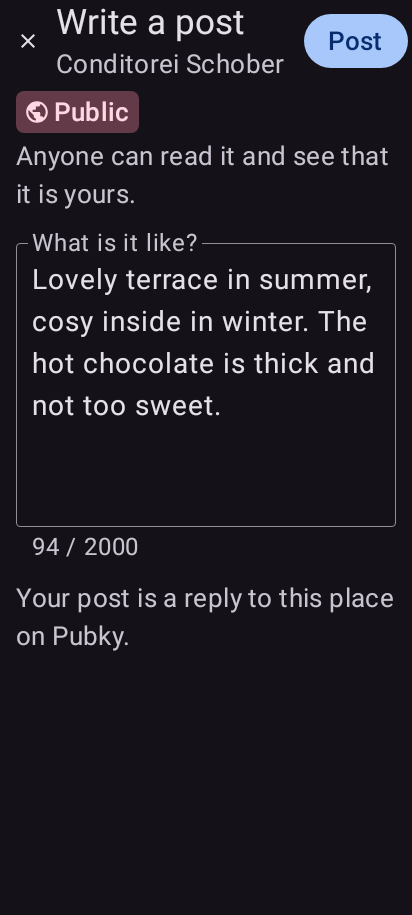 Write a post
Conditorei Schober
Post
Public
Anyone can read it and see that
it is yours.
What is it like?
Lovely terrace in summer,
cosy inside in winter. The
hot chocolate is thick and
not too sweet.
94 / 2000
Your post is a reply to this place
on Pubky.